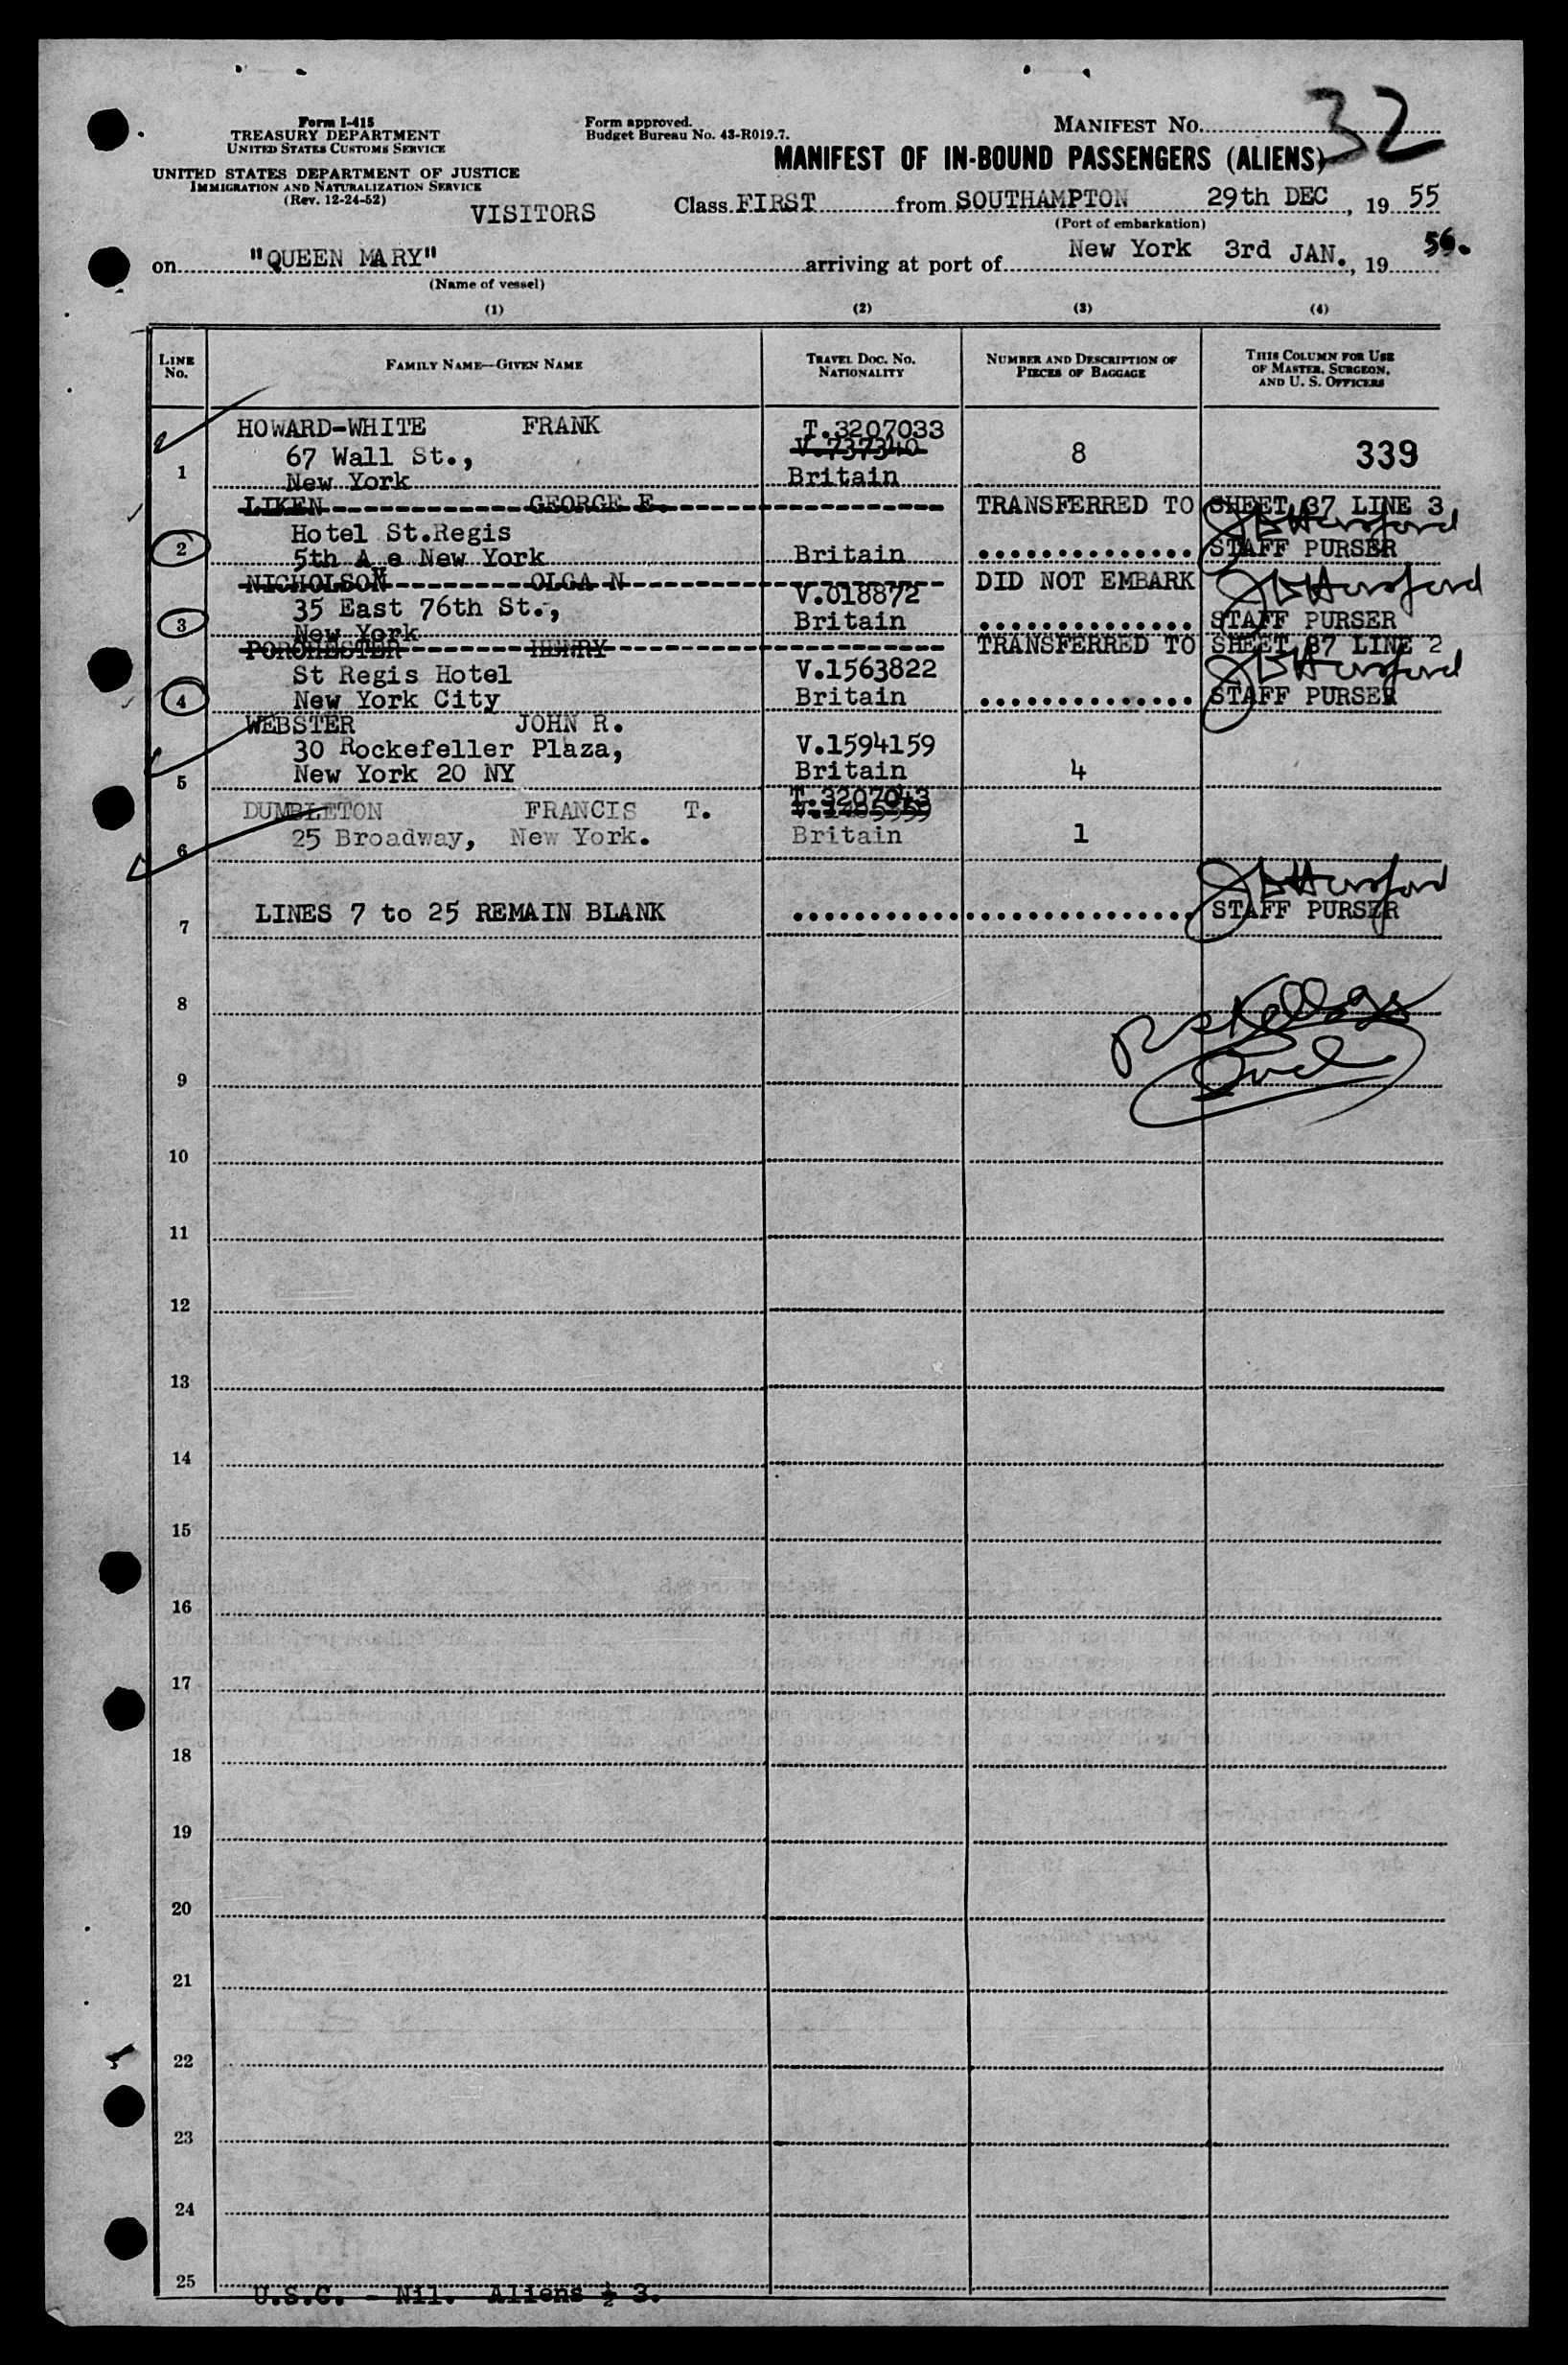 Form I-415
TREASURY DEPARTMENT
UNITED STATES CUSTOMS SERVICE
UNITED STATES DEPARTMENT OF JUSTICE
IMMIGRATION AND NATURALIZATION SERVICE
(Rev. 12-24-52)
Form approved.
Budget Bureau No. 43-R019.7.
MANIFEST NO. 32
MANIFEST OF IN-BOUND PASSENGERS (ALIENS)
VISITORS Class FIRST from SOUTHAMPTON 29th DEC, 19 55
(Port of embarkation)
on "QUEEN MARY" arriving at port of New York 3rd JAN., 19 56.
(Name of vessel)
(1) (2) (3) (4)
LINE NO. FAMILY NAME—GIVEN NAME TRAVEL DOC. NO. NATIONALITY NUMBER AND DESCRIPTION OF PIECES OF BAGGAGE THIS COLUMN FOR USE OF MASTER, SURGEON, AND U. S. OFFICERS
HOWARD-WHITE FRANK T.3207033
V.737340
67 Wall St., 8 339
1 New York Britain
LIKEN GEORGE E. TRANSFERRED TO SHEET 37 LINE 3
Hotel St.Regis
2 5th A e New York Britain STAFF PURSER
NICHOLSON OLGA N DID NOT EMBARK
35 East 76th St., V.018872
3 New York Britain STAFF PURSER
PORCHESTER HENRY TRANSFERRED TO SHEET 37 LINE 2
St Regis Hotel V.1563822
4 New York City Britain STAFF PURSER
WEBSTER JOHN R.
30 Rockefeller Plaza, V.1594159
5 New York 20 NY Britain 4
DUMBLETON FRANCIS T. T.3207043
6 25 Broadway, New York. Britain 1
7 LINES 7 to 25 REMAIN BLANK STAFF PURSER
8
9
10
11
12
13
14
15
16
17
18
19
20
21
22
23
24
25
U.S.C. - Nil. Aliens ½ 3.